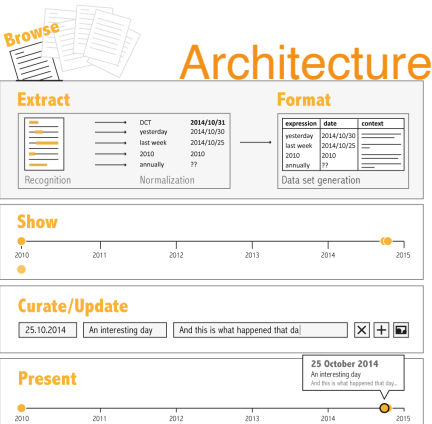 Browse
Architecture
Extract
Format
OCT 2014/10/31
yesterday 2014/10/30
last week 2014/10/25
2010 2010
annually ??
Recognition
Normalization
expression date context
yesterday 2014/10/30
last week 2014/10/25
2010 2010
annually ??
Data set generation
Show
2010 2011 2012 2013 2014 2015
Curate/Update
25.10.2014 An interesting day And this is what happened that da
25 October 2014
An interesting day
And this is what happened that day...
Present
2010 2011 2012 2013 2014 2015